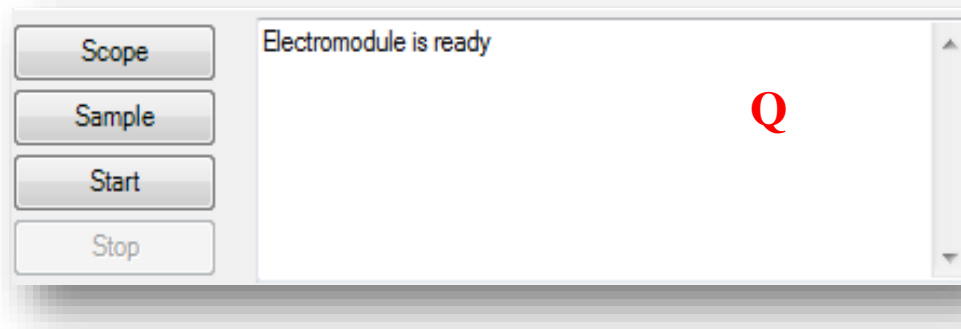 Scope
Sample
Start
Stop
Electromodule is ready
Q